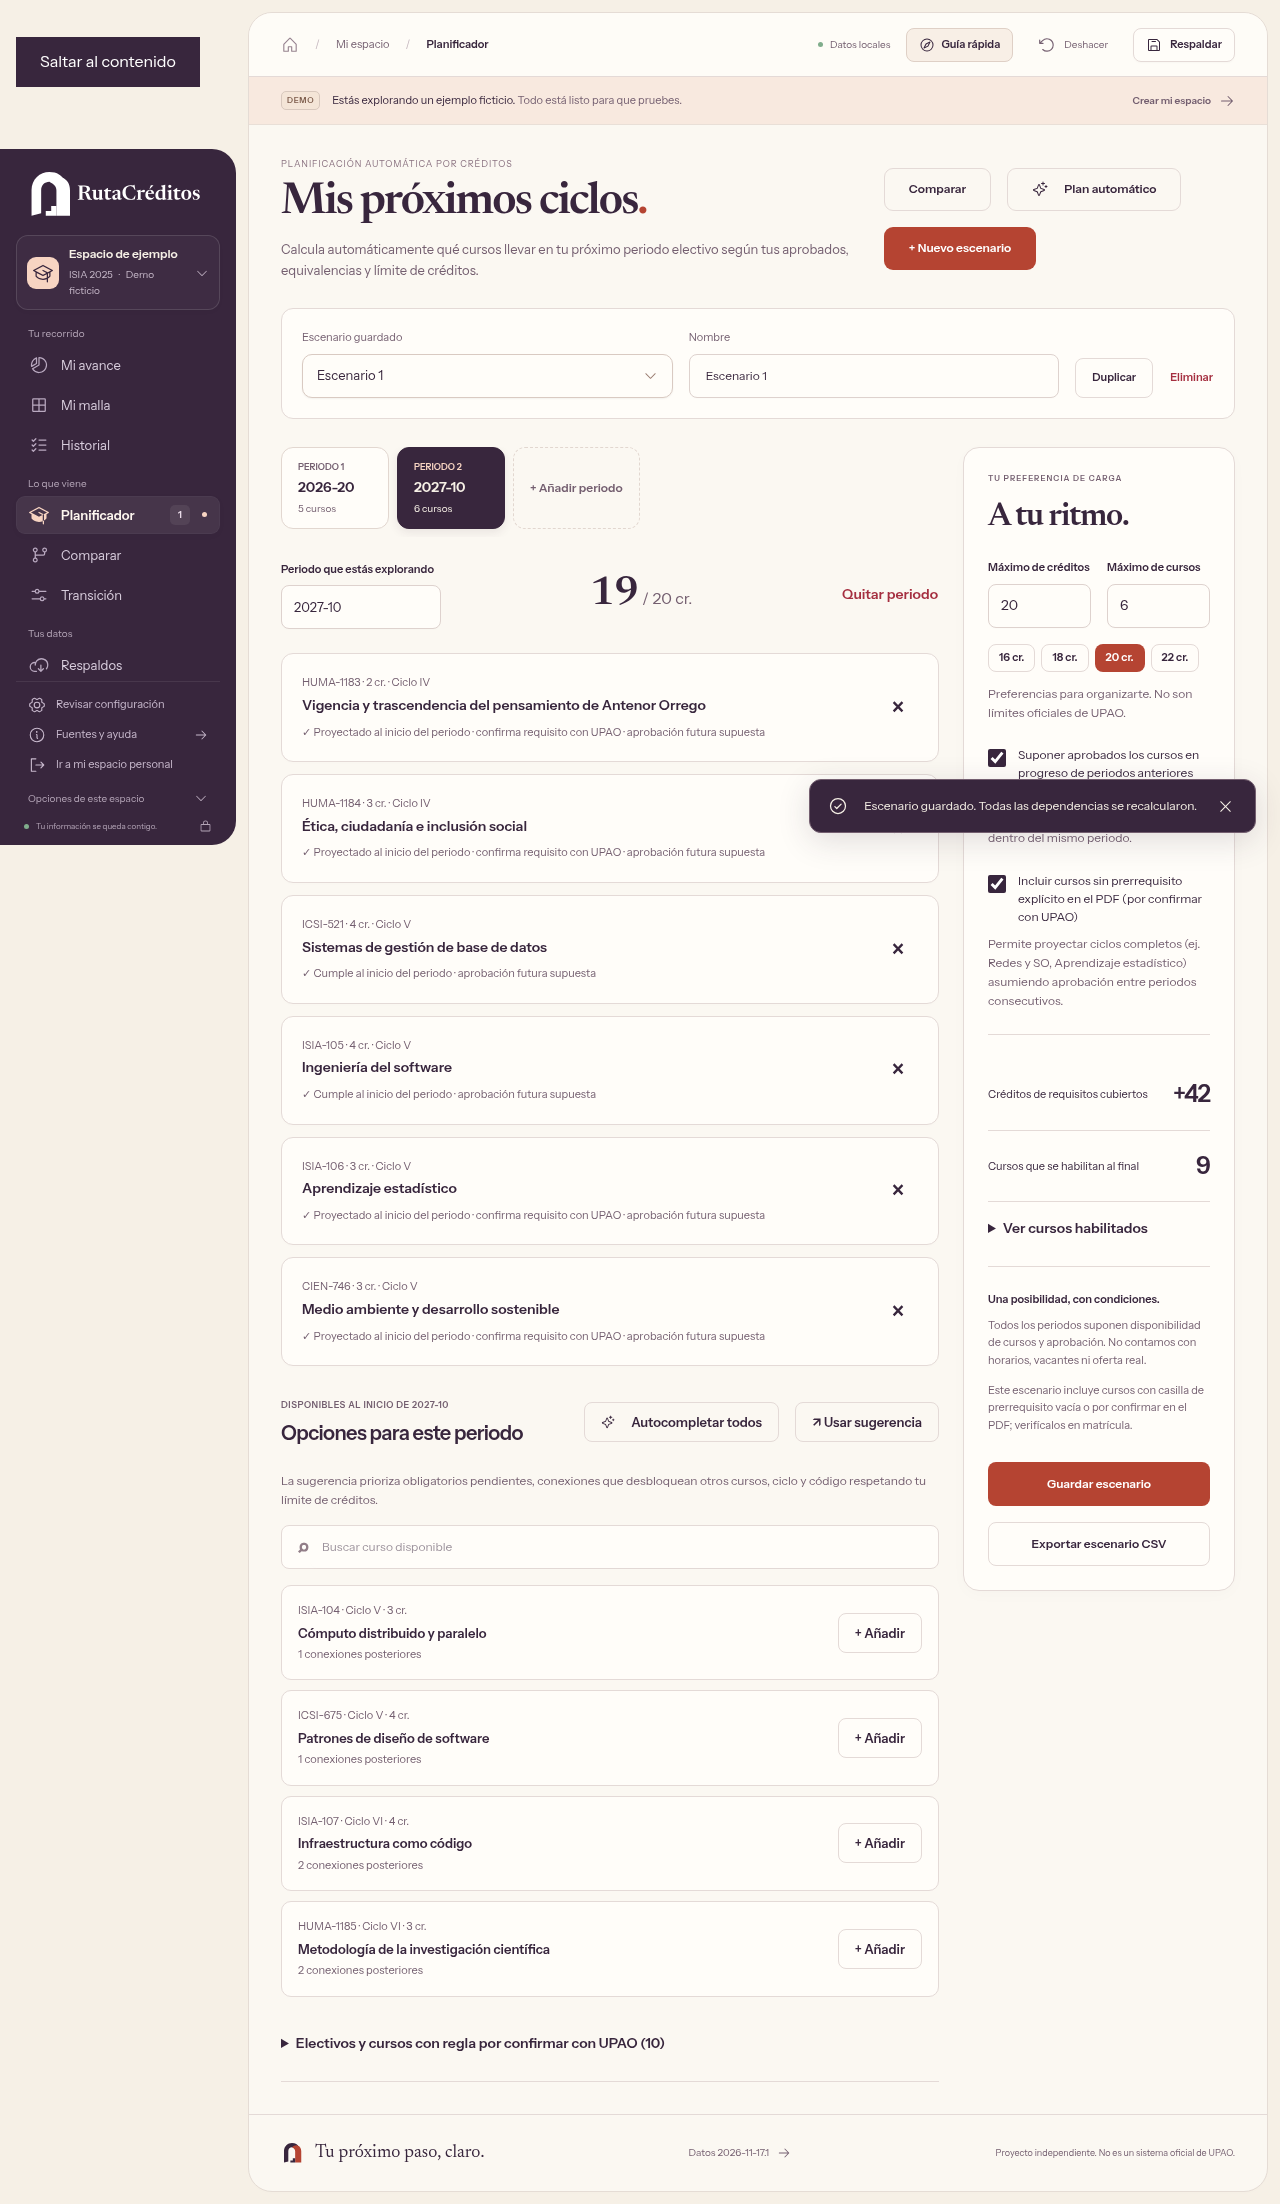 Saltar al contenido
RutaCréditos
Espacio de ejemplo
ISIA 2025 · Demo
ficticio
Tu recorrido
Mi avance
Mi malla
Historial
Lo que viene
Planificador 1
Comparar
Transición
Tus datos
Respaldos
Revisar configuración
Fuentes y ayuda
Ir a mi espacio personal
Opciones de este espacio
Tu información se queda contigo.
/ Mi espacio / Planificador
Datos locales
Guía rápida
Deshacer
Respaldar
DEMO Estás explorando un ejemplo ficticio. Todo está listo para que pruebes.
Crear mi espacio
PLANIFICACIÓN AUTOMÁTICA POR CRÉDITOS
Mis próximos ciclos.
Calcula automáticamente qué cursos llevar en tu próximo periodo electivo según tus aprobados,
equivalencias y límite de créditos.
Comparar
Plan automático
+ Nuevo escenario
Escenario guardado
Escenario 1
Nombre
Escenario 1
Duplicar
Eliminar
PERIODO 1
2026-20
5 cursos
PERIODO 2
2027-10
6 cursos
+ Añadir periodo
Periodo que estás explorando
2027-10
19 / 20 cr.
Quitar periodo
HUMA-1183 · 2 cr. · Ciclo IV
Vigencia y trascendencia del pensamiento de Antenor Orrego
✓ Proyectado al inicio del periodo · confirma requisito con UPAO · aprobación futura supuesta
×
HUMA-1184 · 3 cr. · Ciclo IV
Ética, ciudadanía e inclusión social
✓ Proyectado al inicio del periodo · confirma requisito con UPAO · aprobación futura supuesta
ICSI-521 · 4 cr. · Ciclo V
Sistemas de gestión de base de datos
✓ Cumple al inicio del periodo · aprobación futura supuesta
×
ISIA-105 · 4 cr. · Ciclo V
Ingeniería del software
✓ Cumple al inicio del periodo · aprobación futura supuesta
×
ISIA-106 · 3 cr. · Ciclo V
Aprendizaje estadístico
✓ Proyectado al inicio del periodo · confirma requisito con UPAO · aprobación futura supuesta
×
CIEN-746 · 3 cr. · Ciclo V
Medio ambiente y desarrollo sostenible
✓ Proyectado al inicio del periodo · confirma requisito con UPAO · aprobación futura supuesta
×
DISPONIBLES AL INICIO DE 2027-10
Opciones para este periodo
Autocompletar todos
↗ Usar sugerencia
La sugerencia prioriza obligatorios pendientes, conexiones que desbloquean otros cursos, ciclo y código respetando tu
límite de créditos.
Buscar curso disponible
ISIA-104 · Ciclo V · 3 cr.
Cómputo distribuido y paralelo
1 conexiones posteriores
+ Añadir
ICSI-675 · Ciclo V · 4 cr.
Patrones de diseño de software
1 conexiones posteriores
+ Añadir
ISIA-107 · Ciclo VI · 4 cr.
Infraestructura como código
2 conexiones posteriores
+ Añadir
HUMA-1185 · Ciclo VI · 3 cr.
Metodología de la investigación científica
2 conexiones posteriores
+ Añadir
Electivos y cursos con regla por confirmar con UPAO (10)
TU PREFERENCIA DE CARGA
A tu ritmo.
Máximo de créditos
20
Máximo de cursos
6
16 cr.
18 cr.
20 cr.
22 cr.
Preferencias para organizarte. No son
límites oficiales de UPAO.
Suponer aprobados los cursos en
progreso de periodos anteriores
Escenario guardado. Todas las dependencias se recalcularon.
dentro del mismo periodo.
Incluir cursos sin prerrequisito
explícito en el PDF (por confirmar
con UPAO)
Permite proyectar ciclos completos (ej.
Redes y SO, Aprendizaje estadístico)
asumiendo aprobación entre periodos
consecutivos.
Créditos de requisitos cubiertos +42
Cursos que se habilitan al final 9
Ver cursos habilitados
Una posibilidad, con condiciones.
Todos los periodos suponen disponibilidad
de cursos y aprobación. No contamos con
horarios, vacantes ni oferta real.
Este escenario incluye cursos con casilla de
prerrequisito vacía o por confirmar en el
PDF; verifícalos en matrícula.
Guardar escenario
Exportar escenario CSV
Tu próximo paso, claro.
Datos 2026-11-17.1
Proyecto independiente. No es un sistema oficial de UPAO.